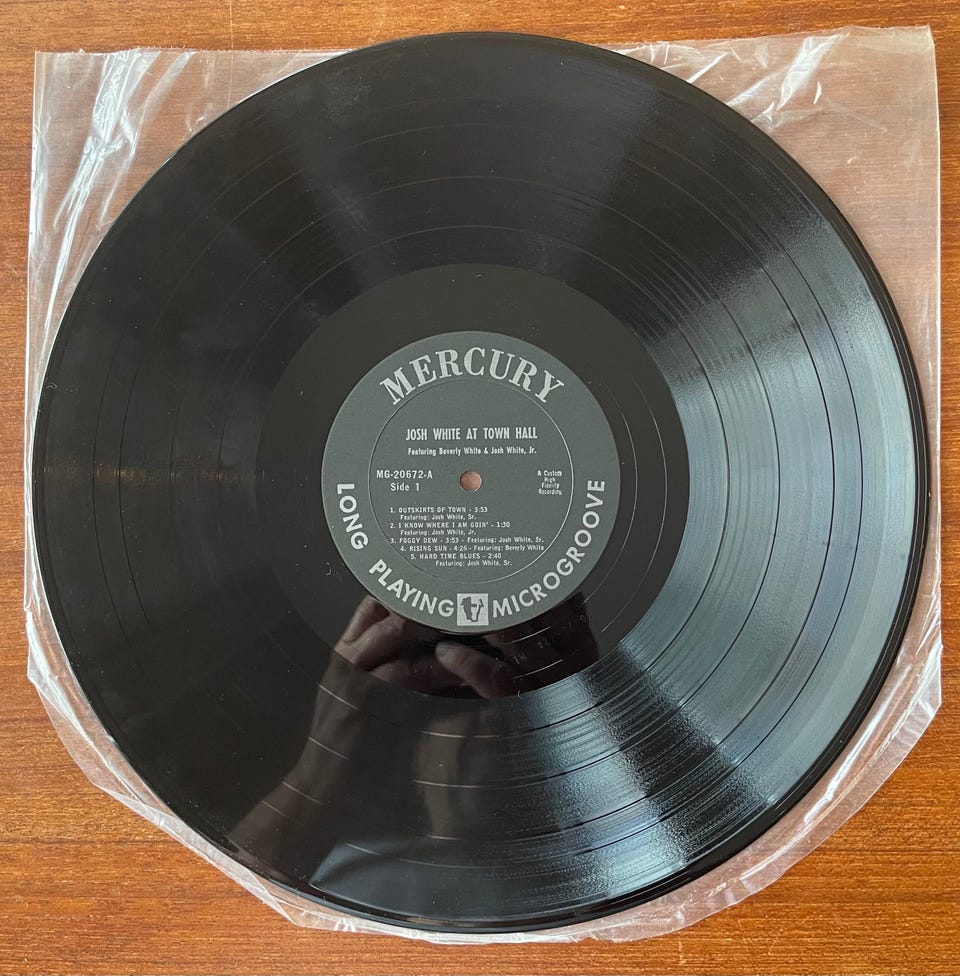 MERCURY
JOSH WHITE AT TOWN HALL
Featuring Beverly White & Josh White, Jr.
MG-20672-A
Side 1
A Custom
High
Fidelity
Recording
1. OUTSKIRTS OF TOWN - 3:53
Featuring: Josh White, Sr.
2. I KNOW WHERE I AM GOIN' - 1:30
Featuring: Josh White, Jr.
3. FOGGY DEW - 3:53 - Featuring: Josh White, Sr.
4. RISING SUN - 4:26 - Featuring: Beverly White
5. HARD TIME BLUES - 2:40
Featuring: Josh White, Sr.
LONG PLAYING MICROGROOVE